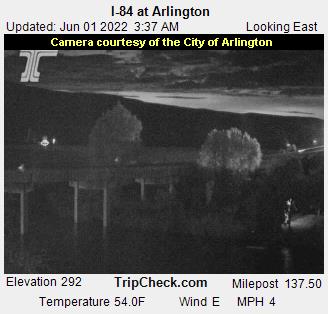 I-84 at Arlington
Updated: Jun 01 2022 3:37 AM Looking East
Camera courtesy of the City of Arlington
Elevation 292 TripCheck.com Milepost 137.50
Temperature 54.0F Wind E MPH 4